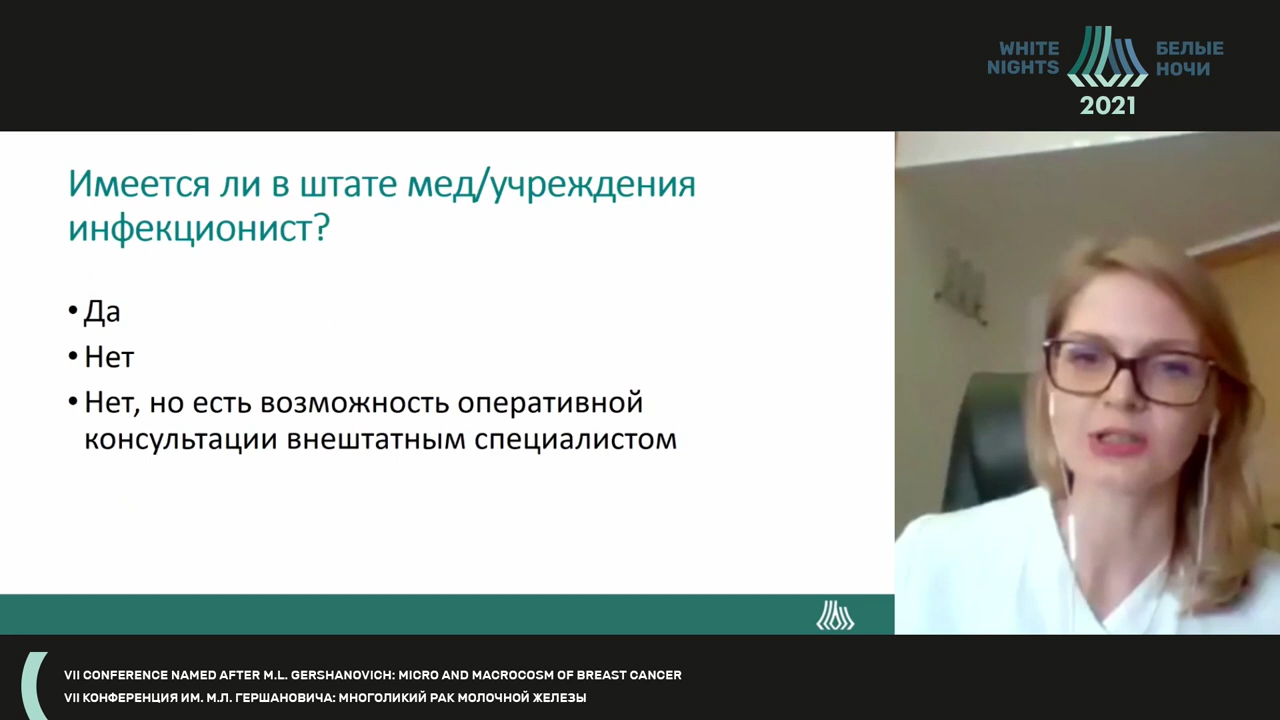 WHITE NIGHTS
БЕЛЫЕ НОЧИ
2021
Имеется ли в штате мед/учреждения
инфекционист?
• Да
• Нет
• Нет, но есть возможность оперативной
консультации внештатным специалистом
VII CONFERENCE NAMED AFTER M.L. GERSHANOVICH: MICRO AND MACROCOSM OF BREAST CANCER
VII КОНФЕРЕНЦИЯ ИМ. М.Л. ГЕРШАНОВИЧА: МНОГОЛИКИЙ РАК МОЛОЧНОЙ ЖЕЛЕЗЫ